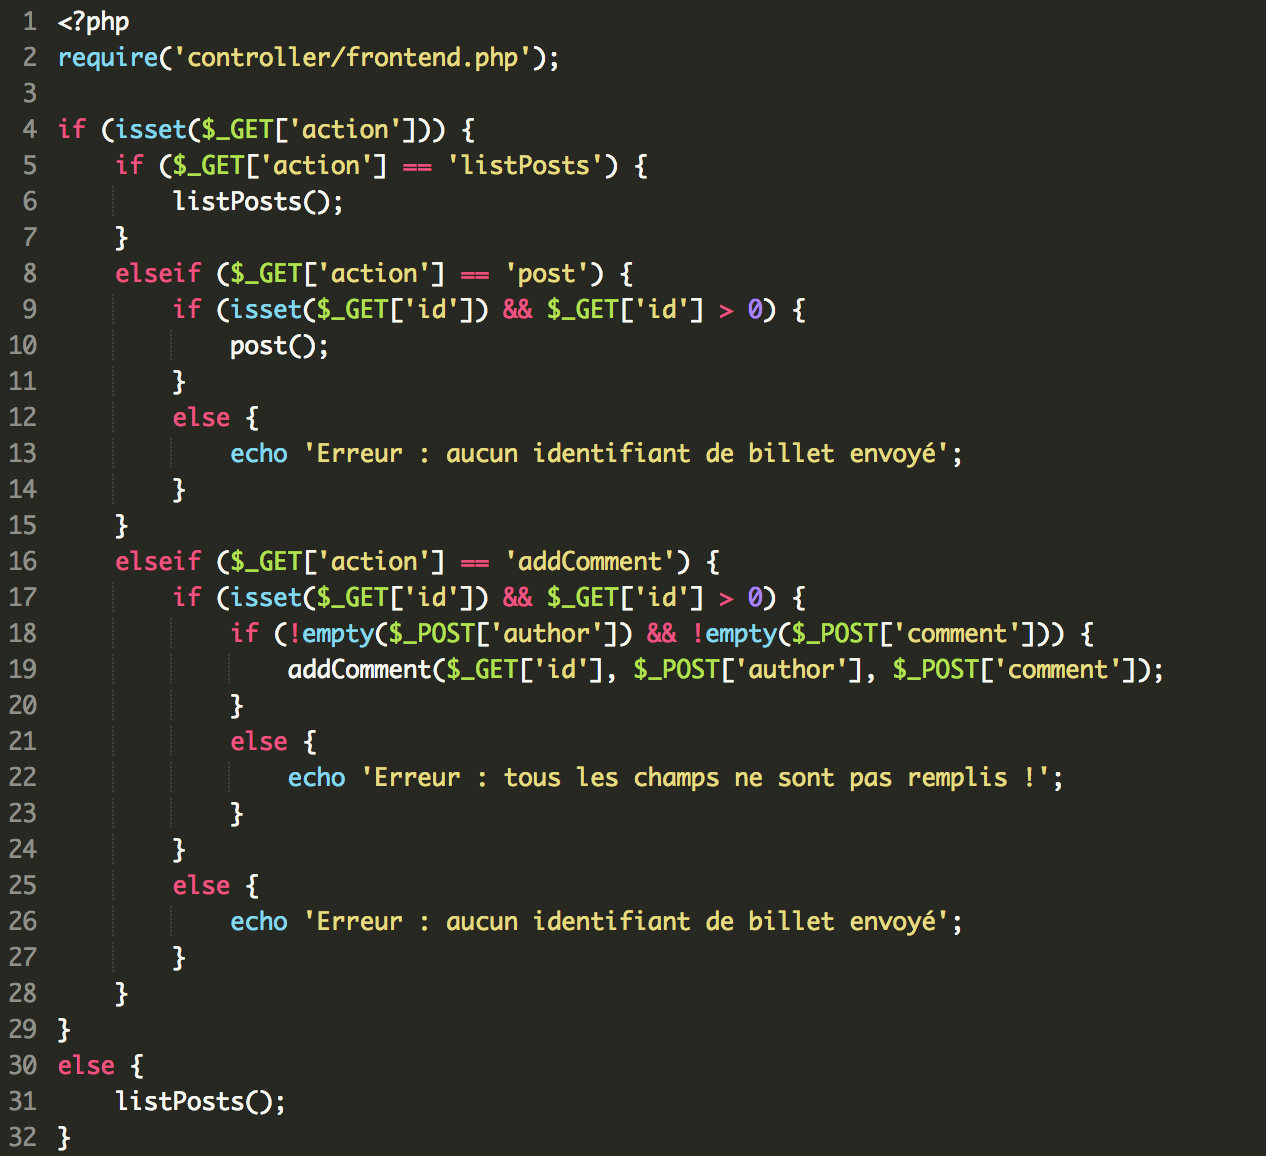 1 <?php
2 require('controller/frontend.php');
3
4 if (isset($_GET['action'])) {
5     if ($_GET['action'] == 'listPosts') {
6         listPosts();
7     }
8     elseif ($_GET['action'] == 'post') {
9         if (isset($_GET['id']) && $_GET['id'] > 0) {
10             post();
11         }
12         else {
13             echo 'Erreur : aucun identifiant de billet envoyé';
14         }
15     }
16     elseif ($_GET['action'] == 'addComment') {
17         if (isset($_GET['id']) && $_GET['id'] > 0) {
18             if (!empty($_POST['author']) && !empty($_POST['comment'])) {
19                 addComment($_GET['id'], $_POST['author'], $_POST['comment']);
20             }
21             else {
22                 echo 'Erreur : tous les champs ne sont pas remplis !';
23             }
24         }
25         else {
26             echo 'Erreur : aucun identifiant de billet envoyé';
27         }
28     }
29 }
30 else {
31     listPosts();
32 }